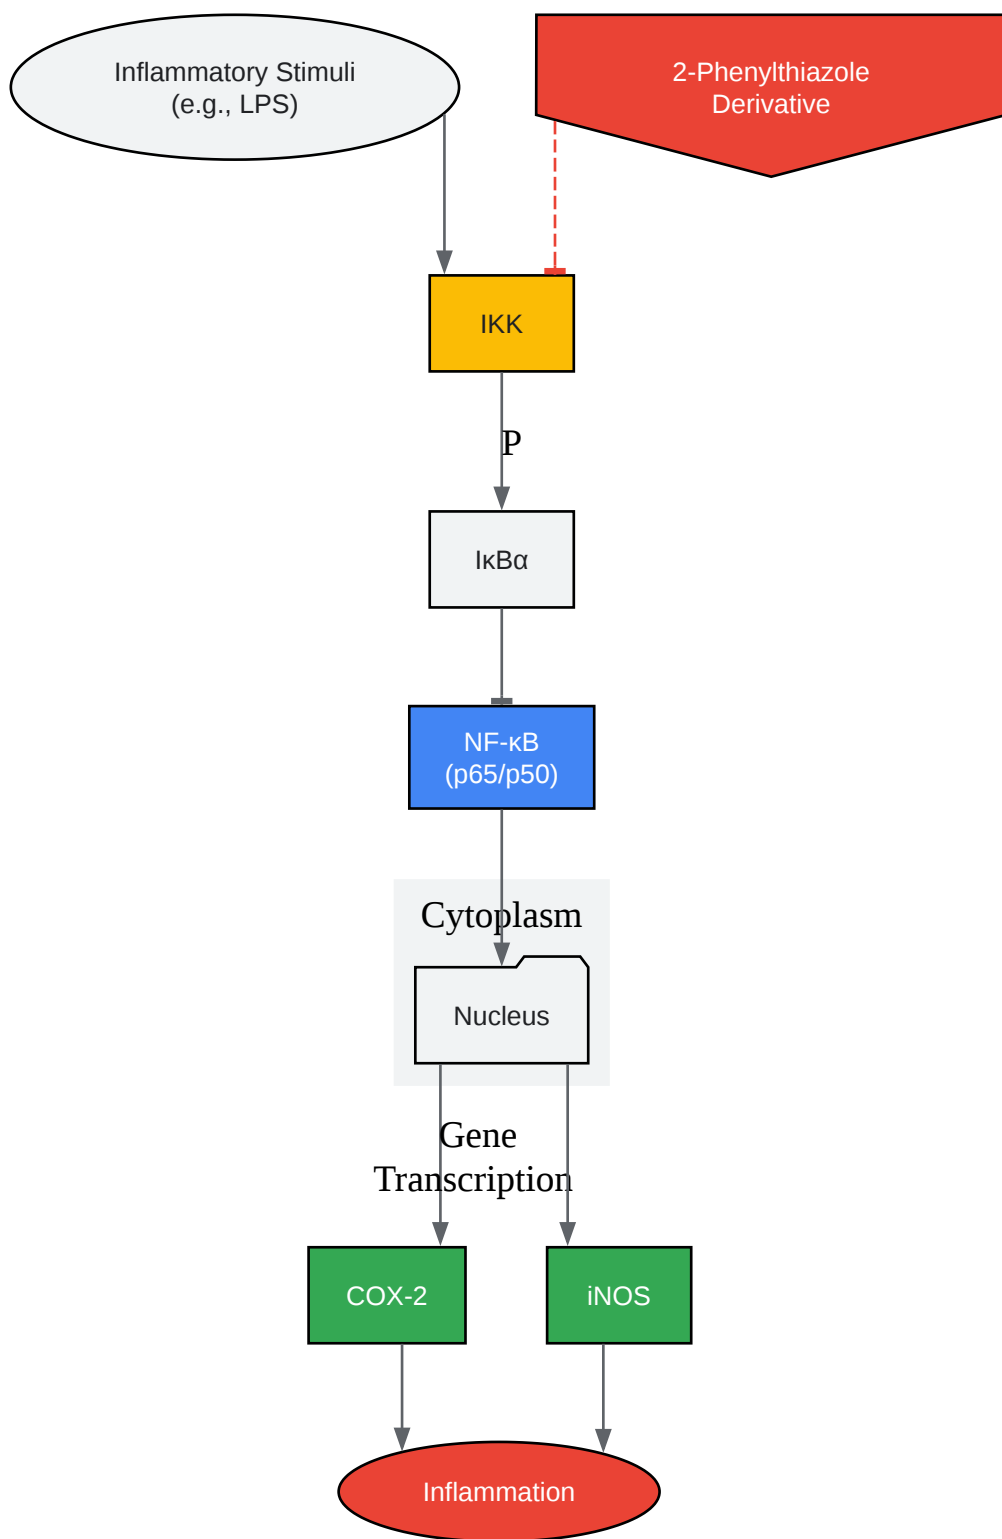 Inflammatory Stimuli
(e.g., LPS)
2-Phenylthiazole
Derivative
IKK
P
IκBα
NF-κB
(p65/p50)
Cytoplasm
Nucleus
Gene
Transcription
COX-2
iNOS
Inflammation